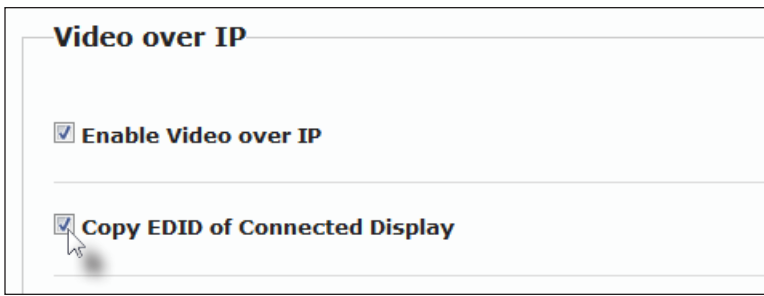 Video over IP
Enable Video over IP
Copy EDID of Connected Display